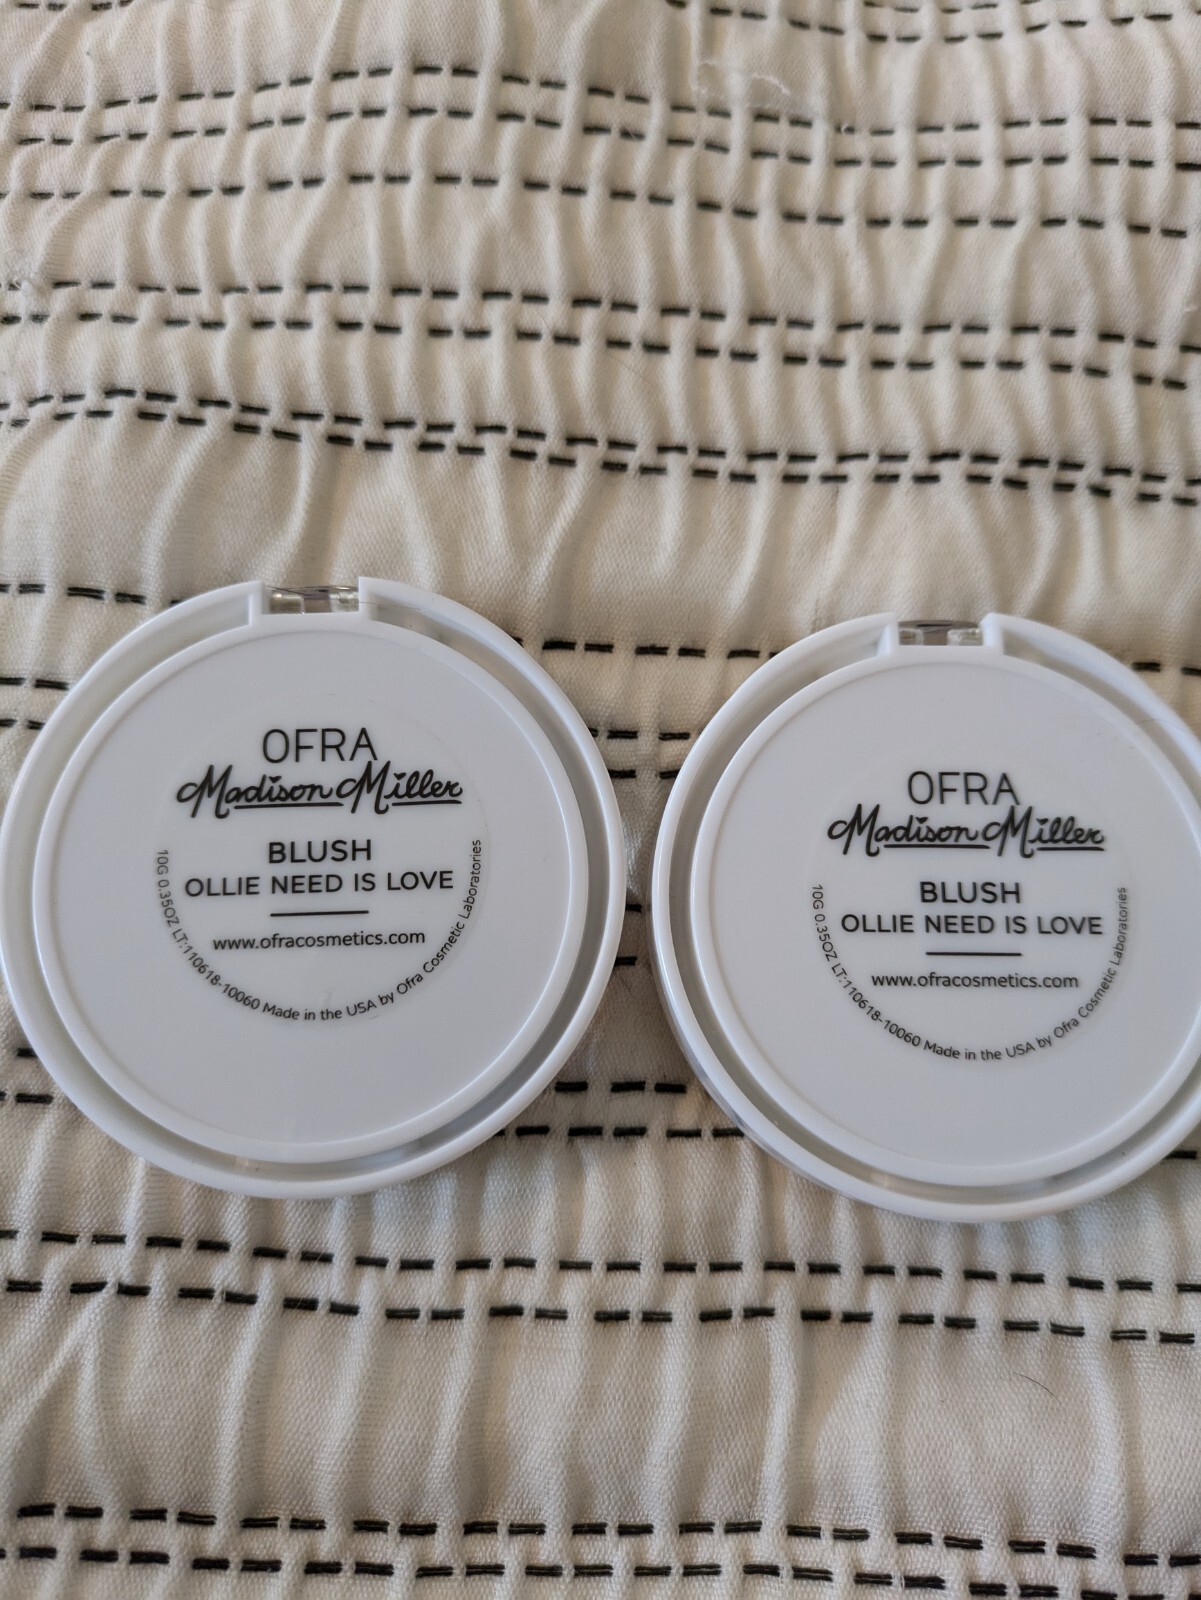 OFRA
Madison Miller
BLUSH
OLLIE NEED IS LOVE
www.ofracosmetics.com
10G 0.35OZ LT:110618-10060 Made in the USA by Ofra Cosmetic Laboratories
OFRA
Madison Miller
BLUSH
OLLIE NEED IS LOVE
www.ofracosmetics.com
10G 0.35OZ LT:110618-10060 Made in the USA by Ofra Cosmetic Laboratories